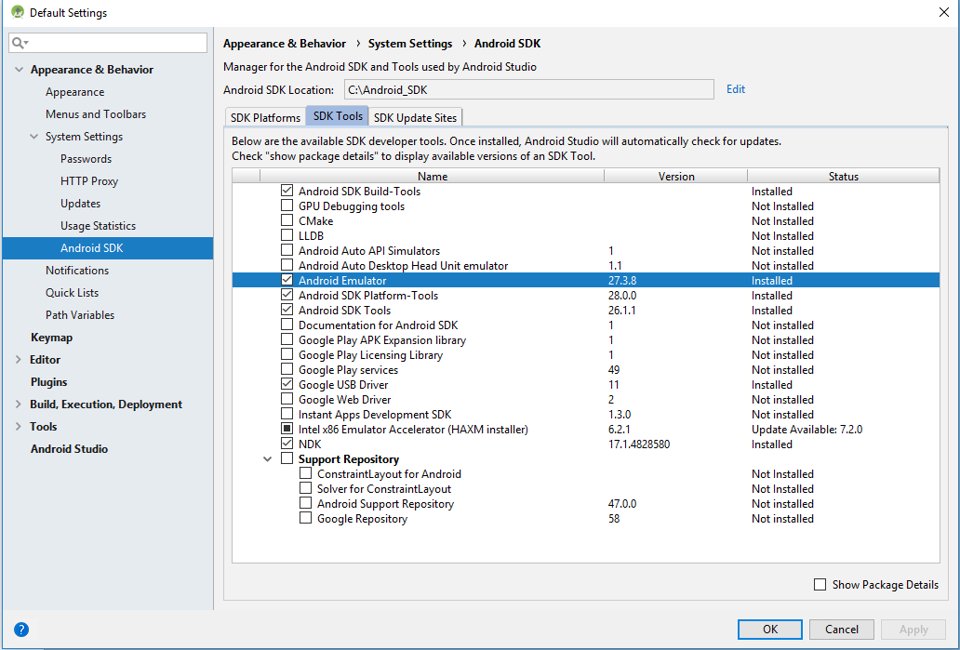 Default Settings
Appearance & Behavior
Appearance
Menus and Toolbars
System Settings
Passwords
HTTP Proxy
Updates
Usage Statistics
Android SDK
Notifications
Quick Lists
Path Variables
Keymap
Editor
Plugins
Build, Execution, Deployment
Tools
Android Studio
Appearance & Behavior › System Settings › Android SDK
Manager for the Android SDK and Tools used by Android Studio
Android SDK Location: C:\Android_SDK Edit
SDK Platforms SDK Tools SDK Update Sites
Below are the available SDK developer tools. Once installed, Android Studio will automatically check for updates.
Check "show package details" to display available versions of an SDK Tool.
Name Version Status
Android SDK Build-Tools Installed
GPU Debugging tools Not Installed
CMake Not Installed
LLDB Not Installed
Android Auto API Simulators 1 Not installed
Android Auto Desktop Head Unit emulator 1.1 Not installed
Android Emulator 27.3.8 Installed
Android SDK Platform-Tools 28.0.0 Installed
Android SDK Tools 26.1.1 Installed
Documentation for Android SDK 1 Not installed
Google Play APK Expansion library 1 Not installed
Google Play Licensing Library 1 Not installed
Google Play services 49 Not installed
Google USB Driver 11 Installed
Google Web Driver 2 Not installed
Instant Apps Development SDK 1.3.0 Not installed
Intel x86 Emulator Accelerator (HAXM installer) 6.2.1 Update Available: 7.2.0
NDK 17.1.4828580 Installed
Support Repository
ConstraintLayout for Android Not Installed
Solver for ConstraintLayout Not Installed
Android Support Repository 47.0.0 Not installed
Google Repository 58 Not installed
Show Package Details
? OK Cancel Apply